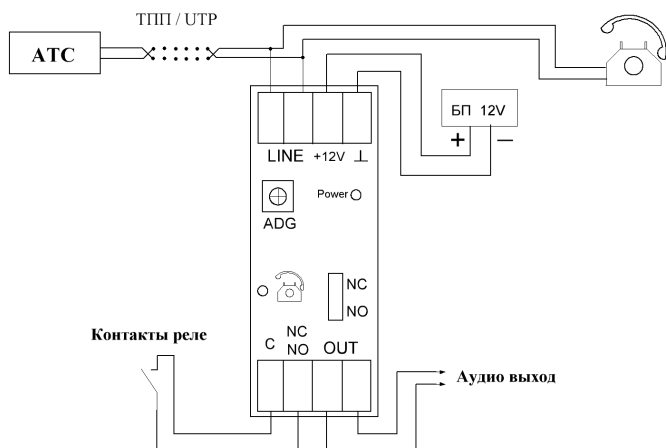 ТПП / UTP
АТС
БП 12V
+ –
LINE +12V ⊥
Power
ADG
NC
NO
Контакты реле
C NC NO OUT
Аудио выход